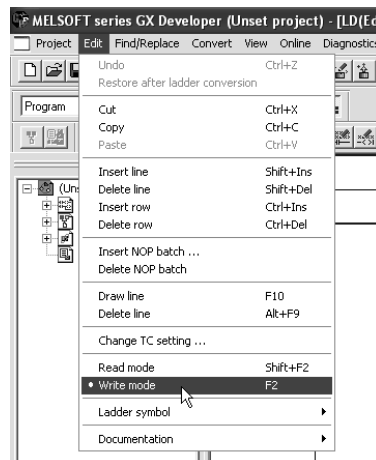 MELSOFT series GX Developer (Unset project) - [LD(Ec
Project Edit Find/Replace Convert View Online Diagnostics
Undo Ctrl+Z
Restore after ladder conversion
Program
Cut Ctrl+X
Copy Ctrl+C
Paste Ctrl+V
Insert line Shift+Ins
Delete line Shift+Del
Insert row Ctrl+Ins
Delete row Ctrl+Del
Insert NOP batch ...
Delete NOP batch
Draw line F10
Delete line Alt+F9
Change TC setting ...
Read mode Shift+F2
Write mode F2
Ladder symbol
Documentation